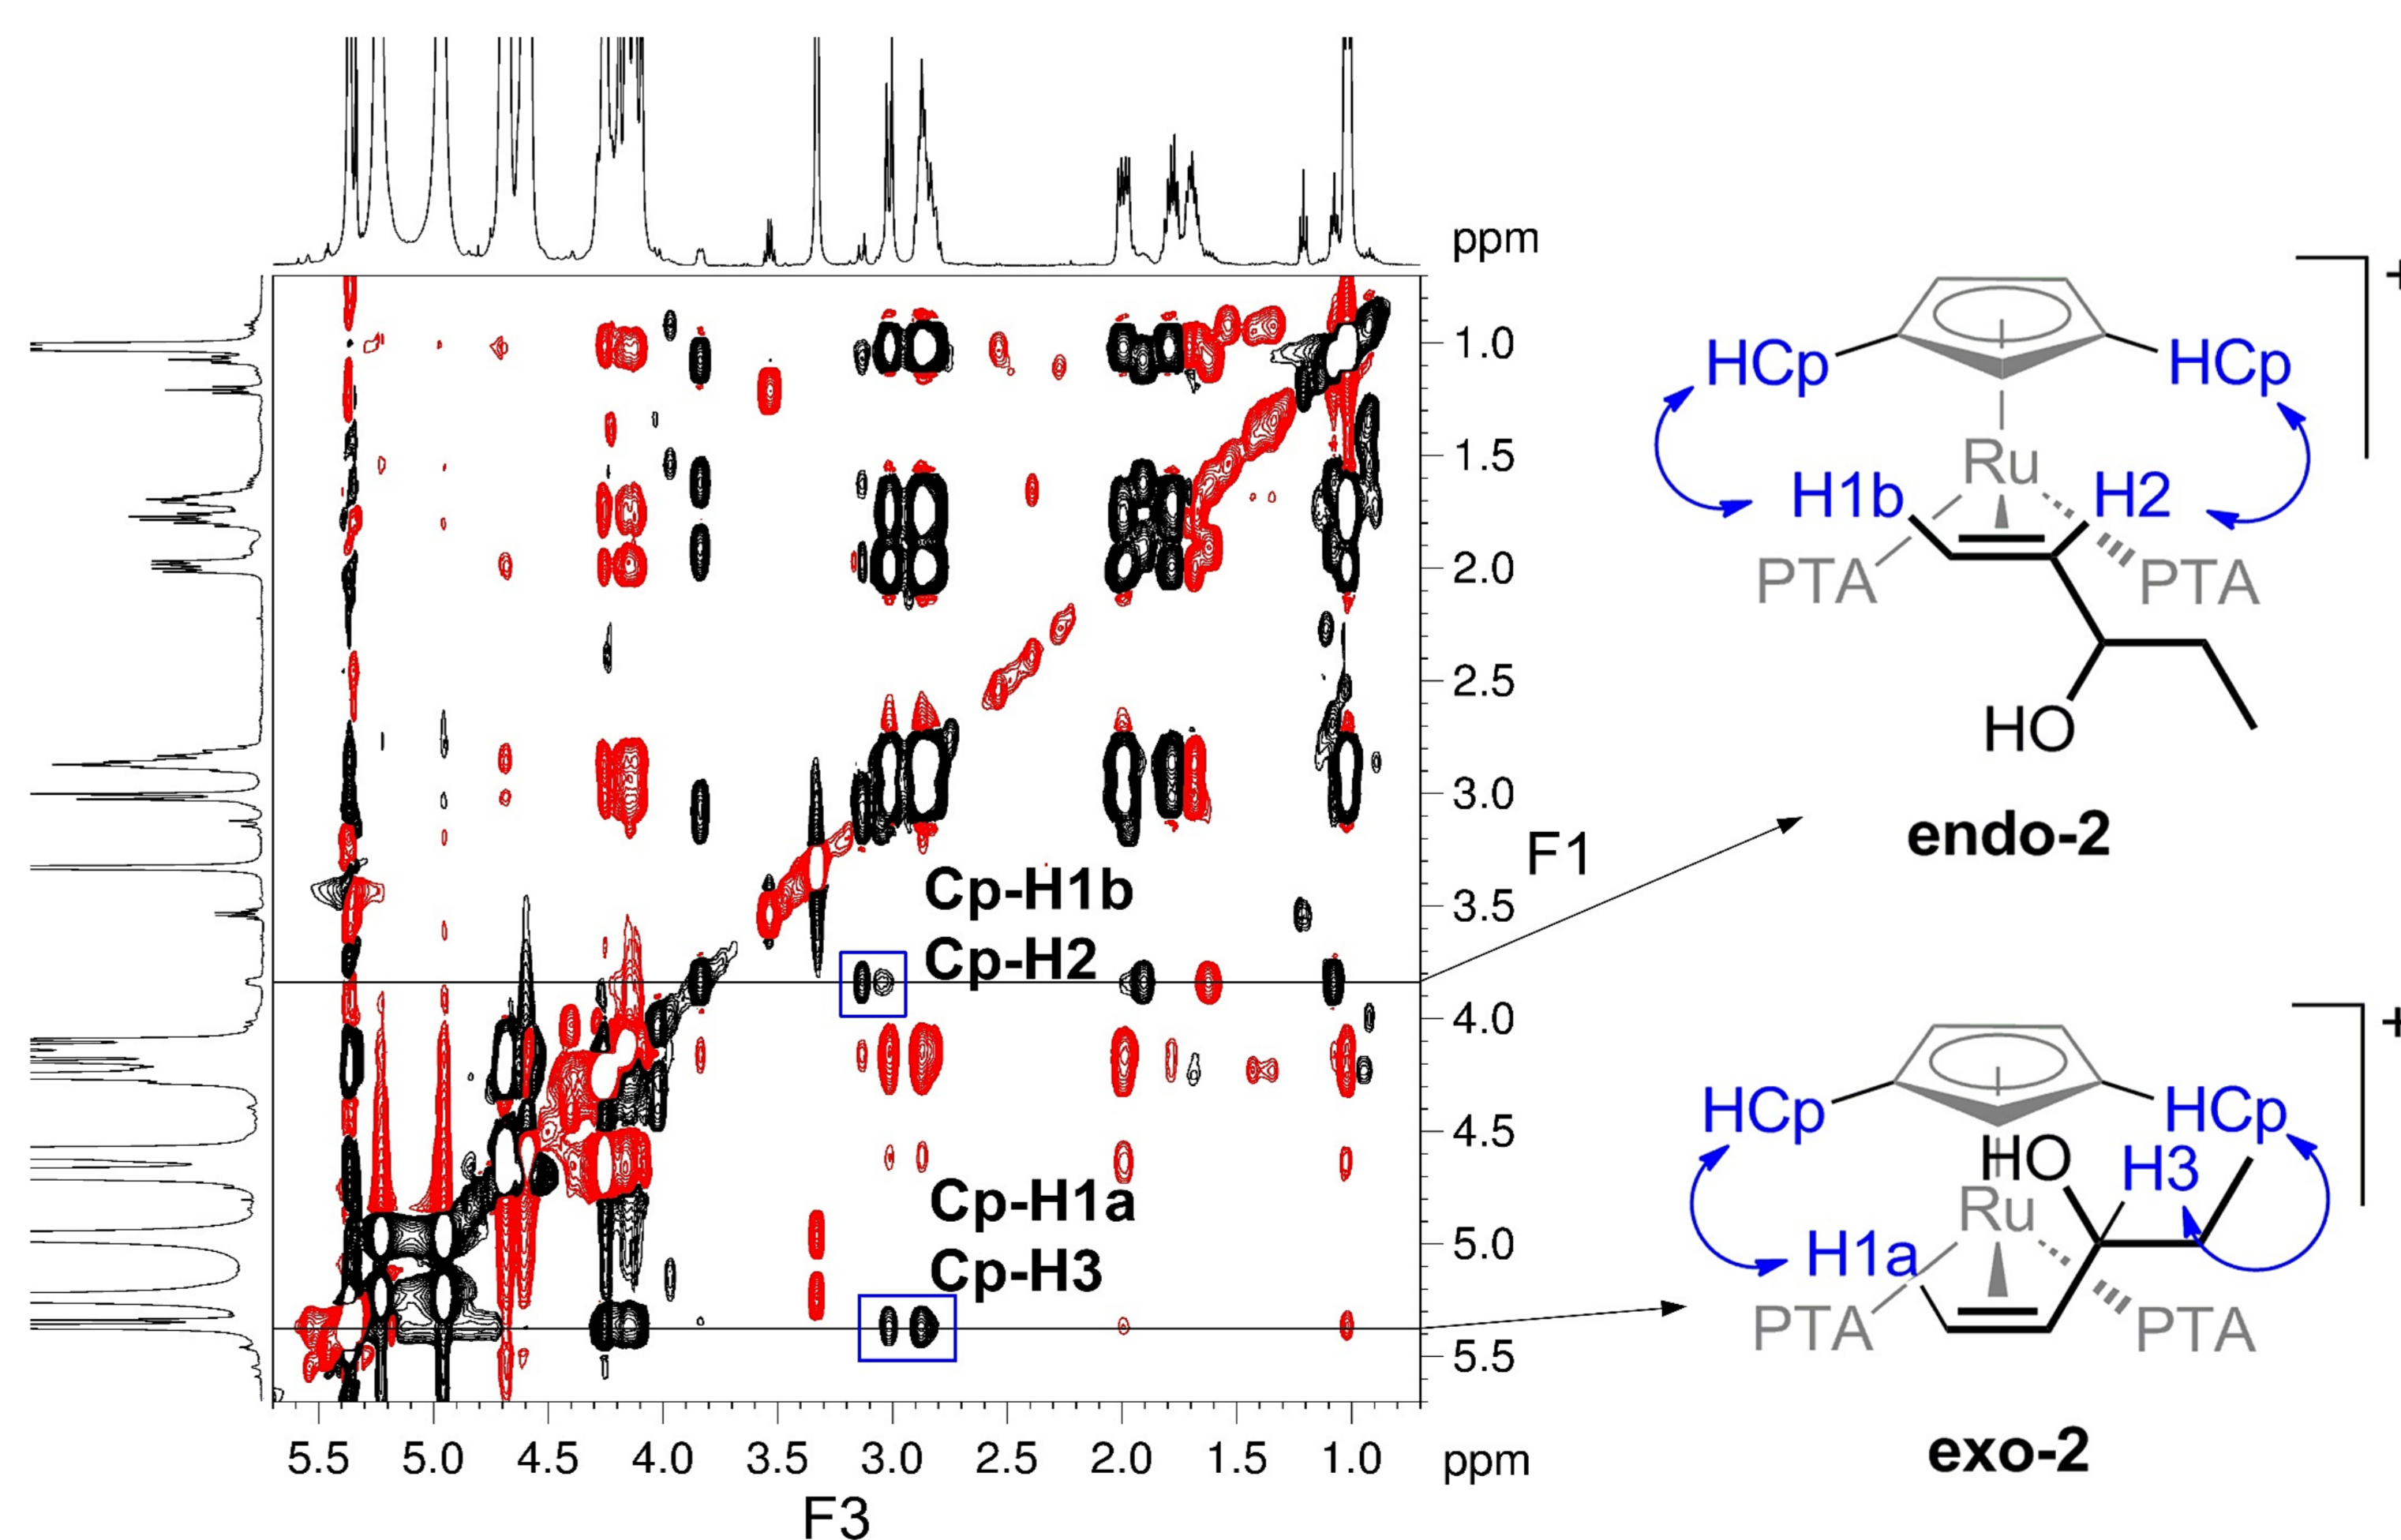 ppm
1.0
1.5
2.0
2.5
3.0
3.5
4.0
4.5
5.0
5.5
F1
Cp-H1b
Cp-H2
Cp-H1a
Cp-H3
5.5 5.0 4.5 4.0 3.5 3.0 2.5 2.0 1.5 1.0 ppm
F3
+
HCp HCp
Ru
H1b H2
PTA PTA
HO
endo-2
+
HCp HCp
HO H3
Ru
H1a
PTA PTA
exo-2